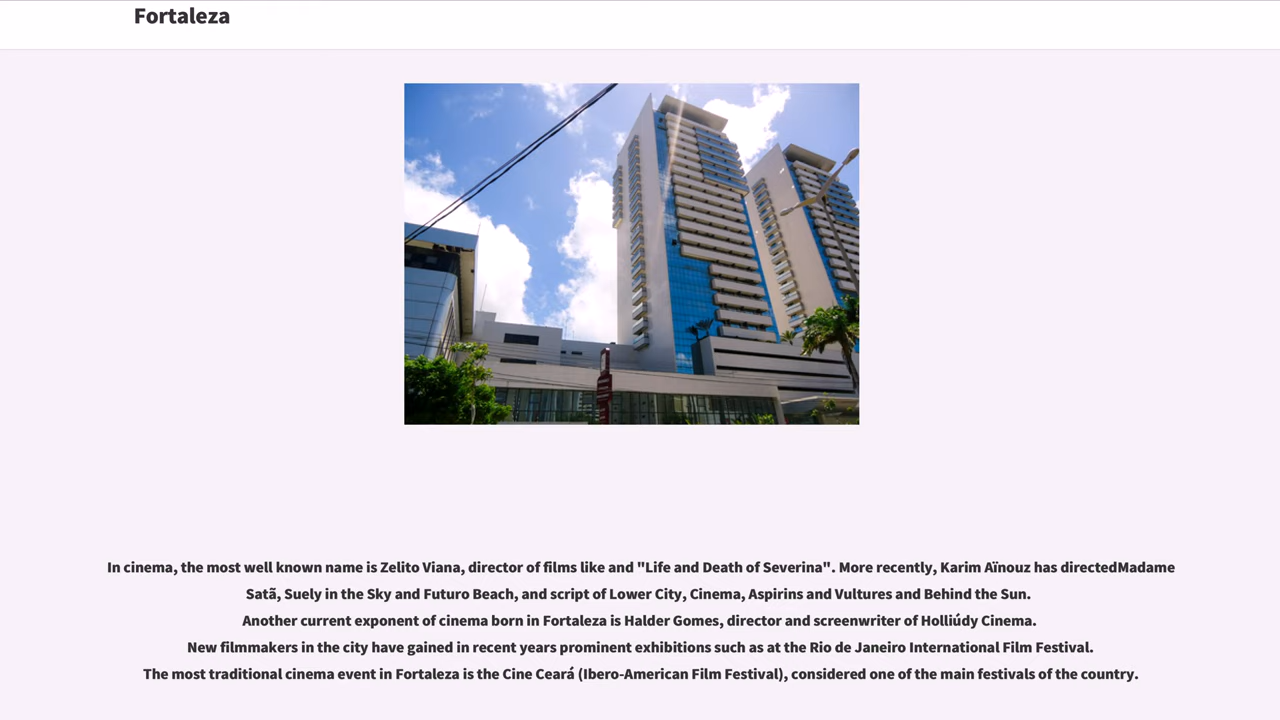 Fortaleza
In cinema, the most well known name is Zelito Viana, director of films like and "Life and Death of Severina". More recently, Karim Aïnouz has directedMadame
Satã, Suely in the Sky and Futuro Beach, and script of Lower City, Cinema, Aspirins and Vultures and Behind the Sun.
Another current exponent of cinema born in Fortaleza is Halder Gomes, director and screenwriter of Holliúdy Cinema.
New filmmakers in the city have gained in recent years prominent exhibitions such as at the Rio de Janeiro International Film Festival.
The most traditional cinema event in Fortaleza is the Cine Ceará (Ibero-American Film Festival), considered one of the main festivals of the country.